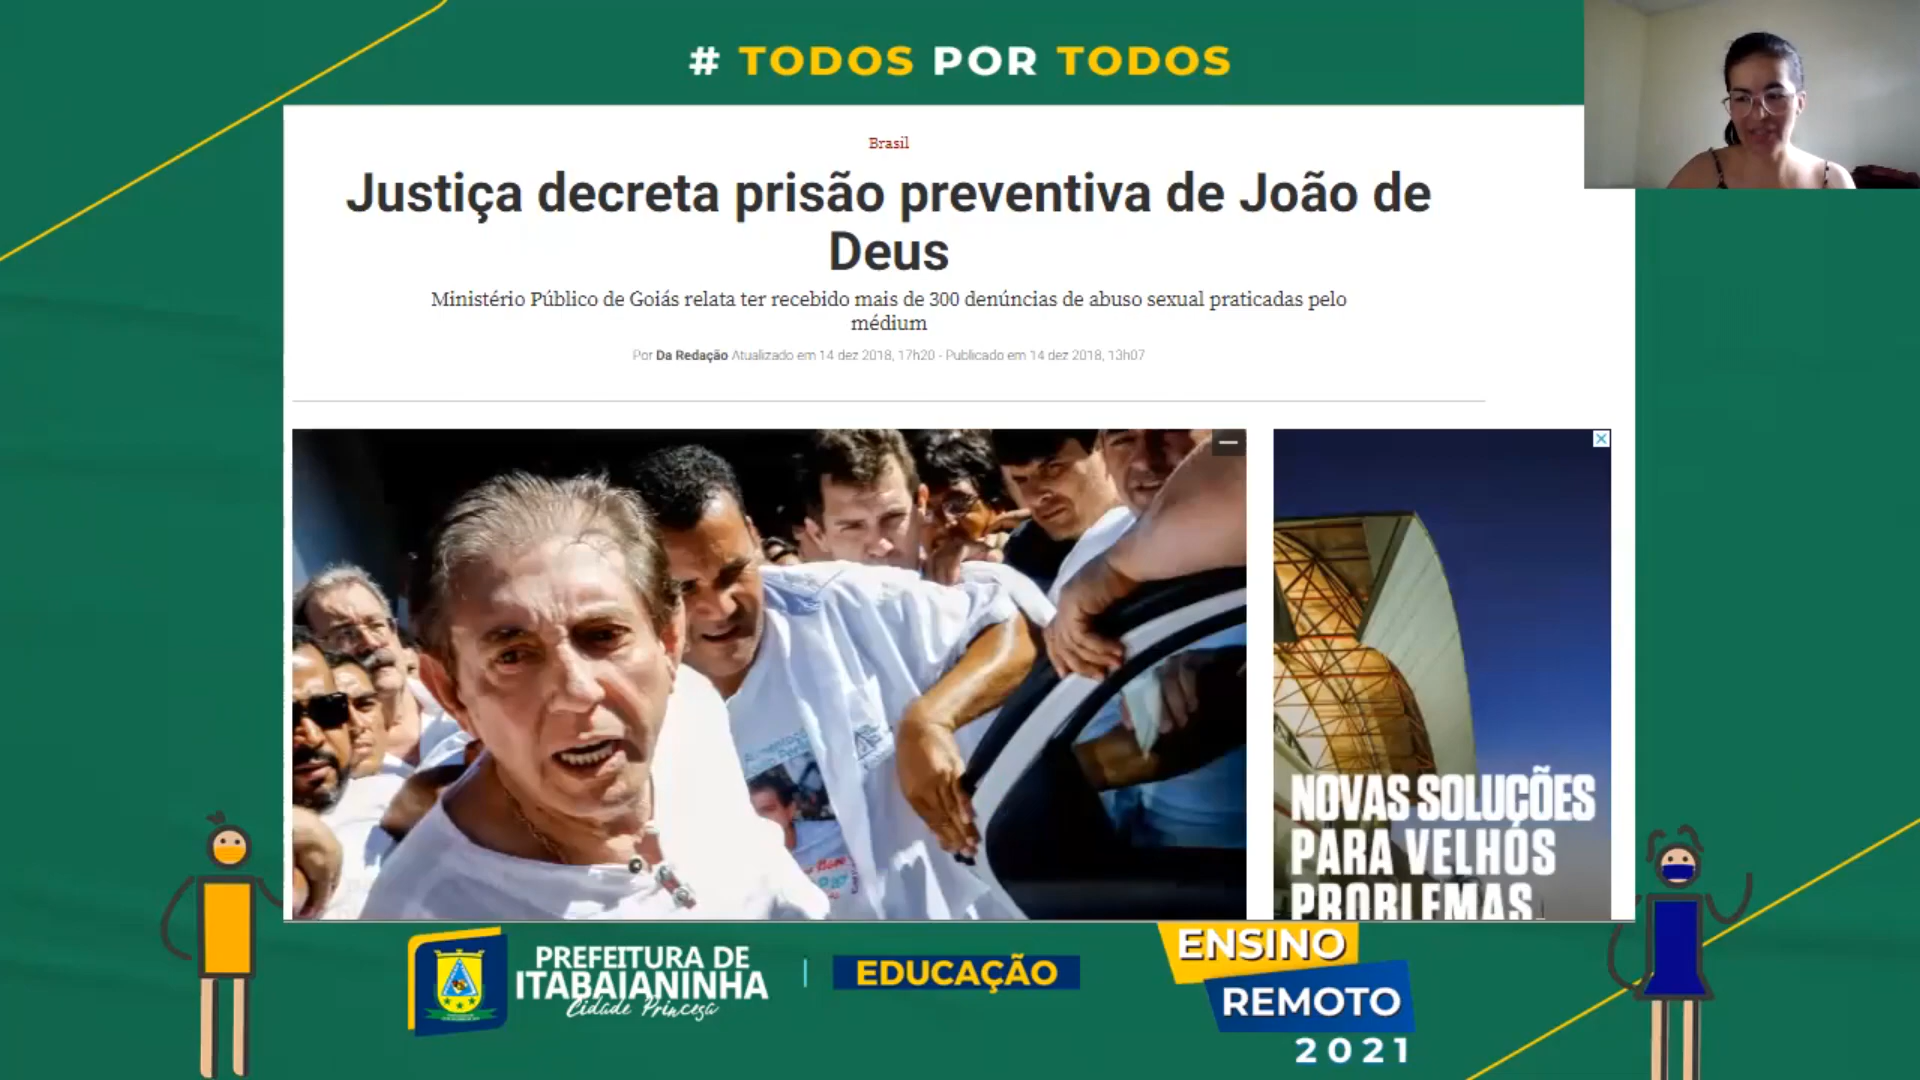 # TODOS POR TODOS
Brasil
Justiça decreta prisão preventiva de João de
Deus
Ministério Público de Goiás relata ter recebido mais de 300 denúncias de abuso sexual praticadas pelo
médium
Por Da Redação Atualizado em 14 dez 2018, 17h20 - Publicado em 14 dez 2018, 13h07
NOVAS SOLUÇÕES
PARA VELHOS
PROBLEMAS
PREFEITURA DE
ITABAIANINHA
Cidade Princesa
EDUCAÇÃO
ENSINO
REMOTO
2021